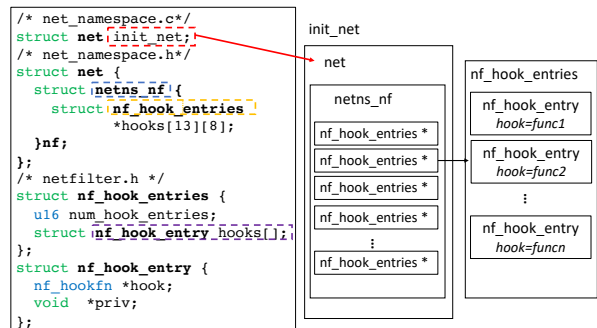 /* net_namespace.c*/
struct net init_net;
/* net_namespace.h*/
struct net {
struct netns_nf {
struct nf_hook_entries
*hooks[13][8];
}nf;
};
/* netfilter.h */
struct nf_hook_entries {
u16 num_hook_entries;
struct nf_hook_entry hooks[];
};
struct nf_hook_entry {
nf_hookfn *hook;
void *priv;
};
init_net
net
netns_nf
nf_hook_entries *
nf_hook_entries *
nf_hook_entries *
nf_hook_entries *
⋮
nf_hook_entries *
nf_hook_entries
nf_hook_entry
hook=func1
nf_hook_entry
hook=func2
⋮
nf_hook_entry
hook=funcn